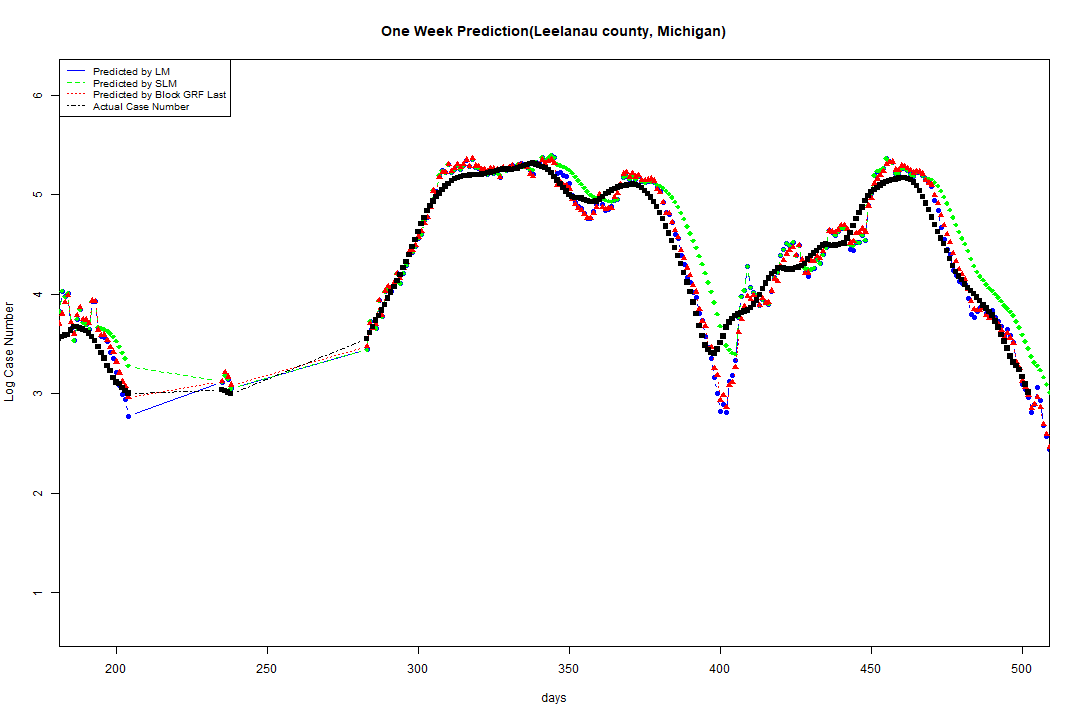 One Week Prediction(Leelanau county, Michigan)
Predicted by LM
Predicted by SLM
Predicted by Block GRF Last
Actual Case Number
Log Case Number
6
5
4
3
2
1
200 250 300 350 400 450 500
days